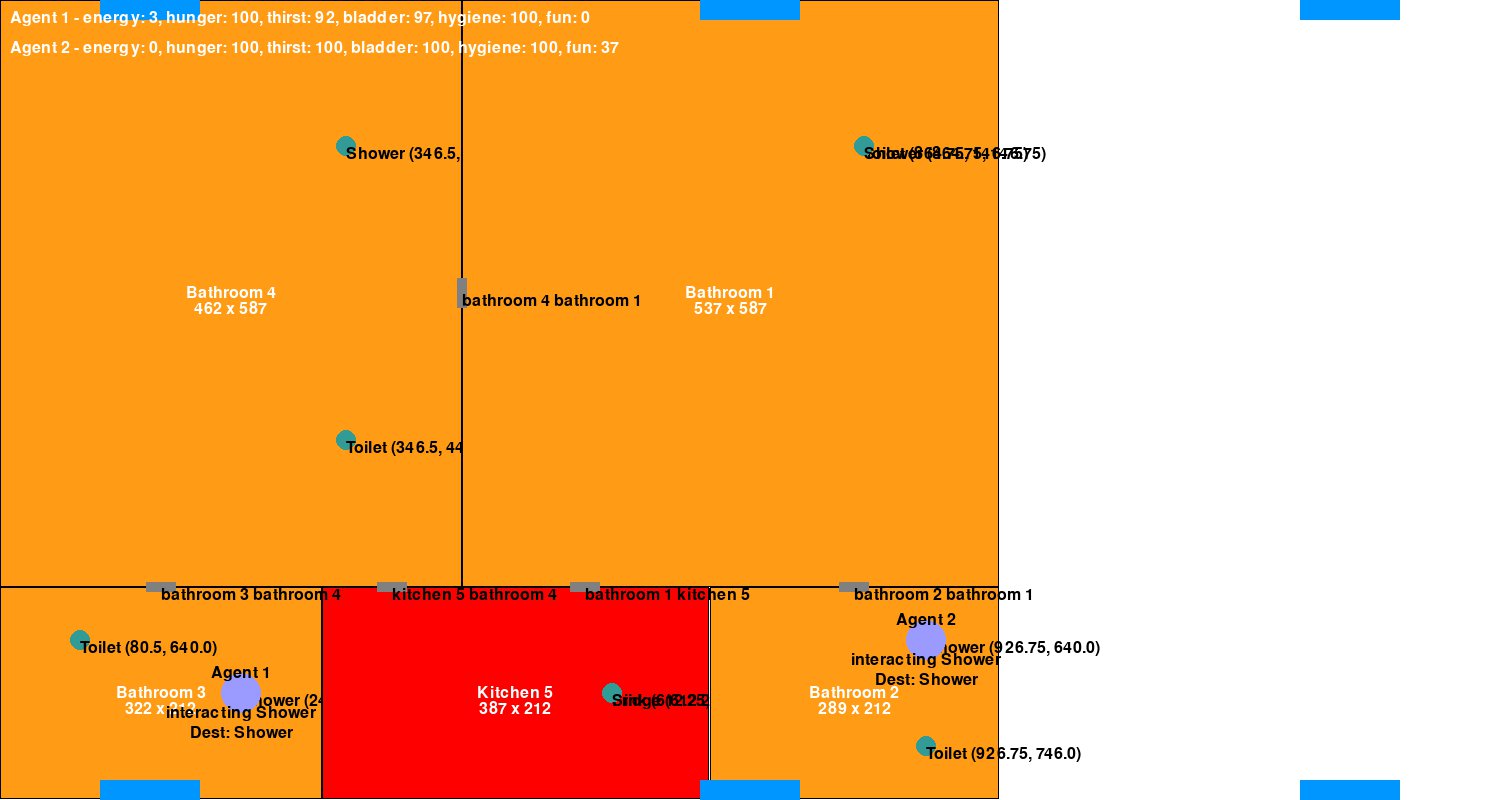 Agent 1 - energy: 3, hunger: 100, thirst: 92, bladder: 97, hygiene: 100, fun: 0
Agent 2 - energy: 0, hunger: 100, thirst: 100, bladder: 100, hygiene: 100, fun: 37
Shower (346.5,
Bathroom 4
462 x 587
bathroom 4 bathroom 1
Bathroom 1
537 x 587
Toilet (346.5, 44
bathroom 3 bathroom 4
kitchen 5 bathroom 4
bathroom 1 kitchen 5
bathroom 2 bathroom 1
Agent 2
Toilet (80.5, 640.0)
ower (926.75, 640.0)
interacting Shower
Dest: Shower
Agent 1
Bathroom 3
322 x 212
ower (24
interacting Shower
Dest: Shower
Kitchen 5
387 x 212
Bathroom 2
289 x 212
Toilet (926.75, 746.0)